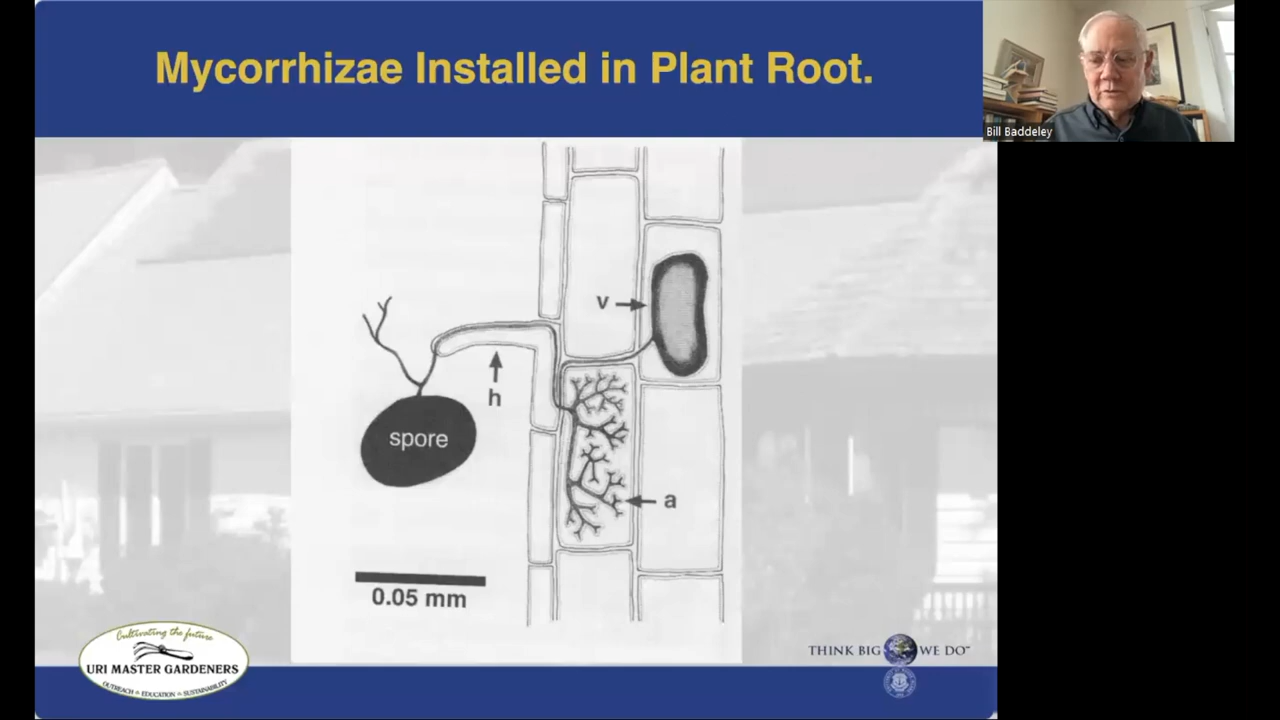 Mycorrhizae Installed in Plant Root.
Bill Baddeley
v
h
spore
a
0.05 mm
Cultivating the future
URI MASTER GARDENERS
OUTREACH EDUCATION SUSTAINABILITY
THINK BIG WE DO